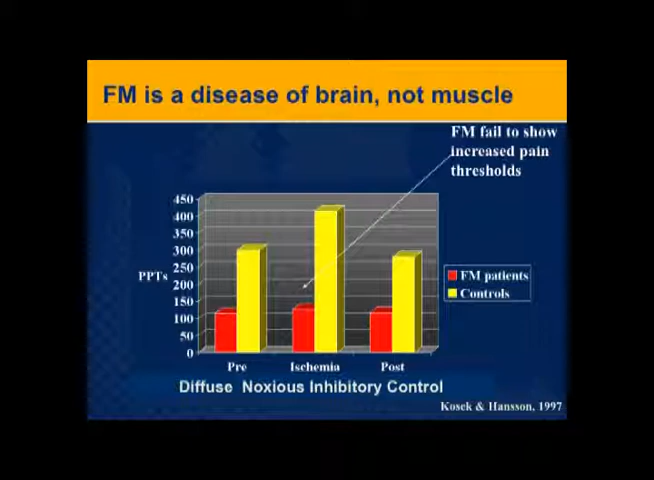 FM is a disease of brain, not muscle
FM fail to show
increased pain
thresholds
450
400
350
300
250
200
150
100
50
0
PPTs
FM patients
Controls
Pre
Ischemia
Post
Diffuse Noxious Inhibitory Control
Kosek & Hansson, 1997